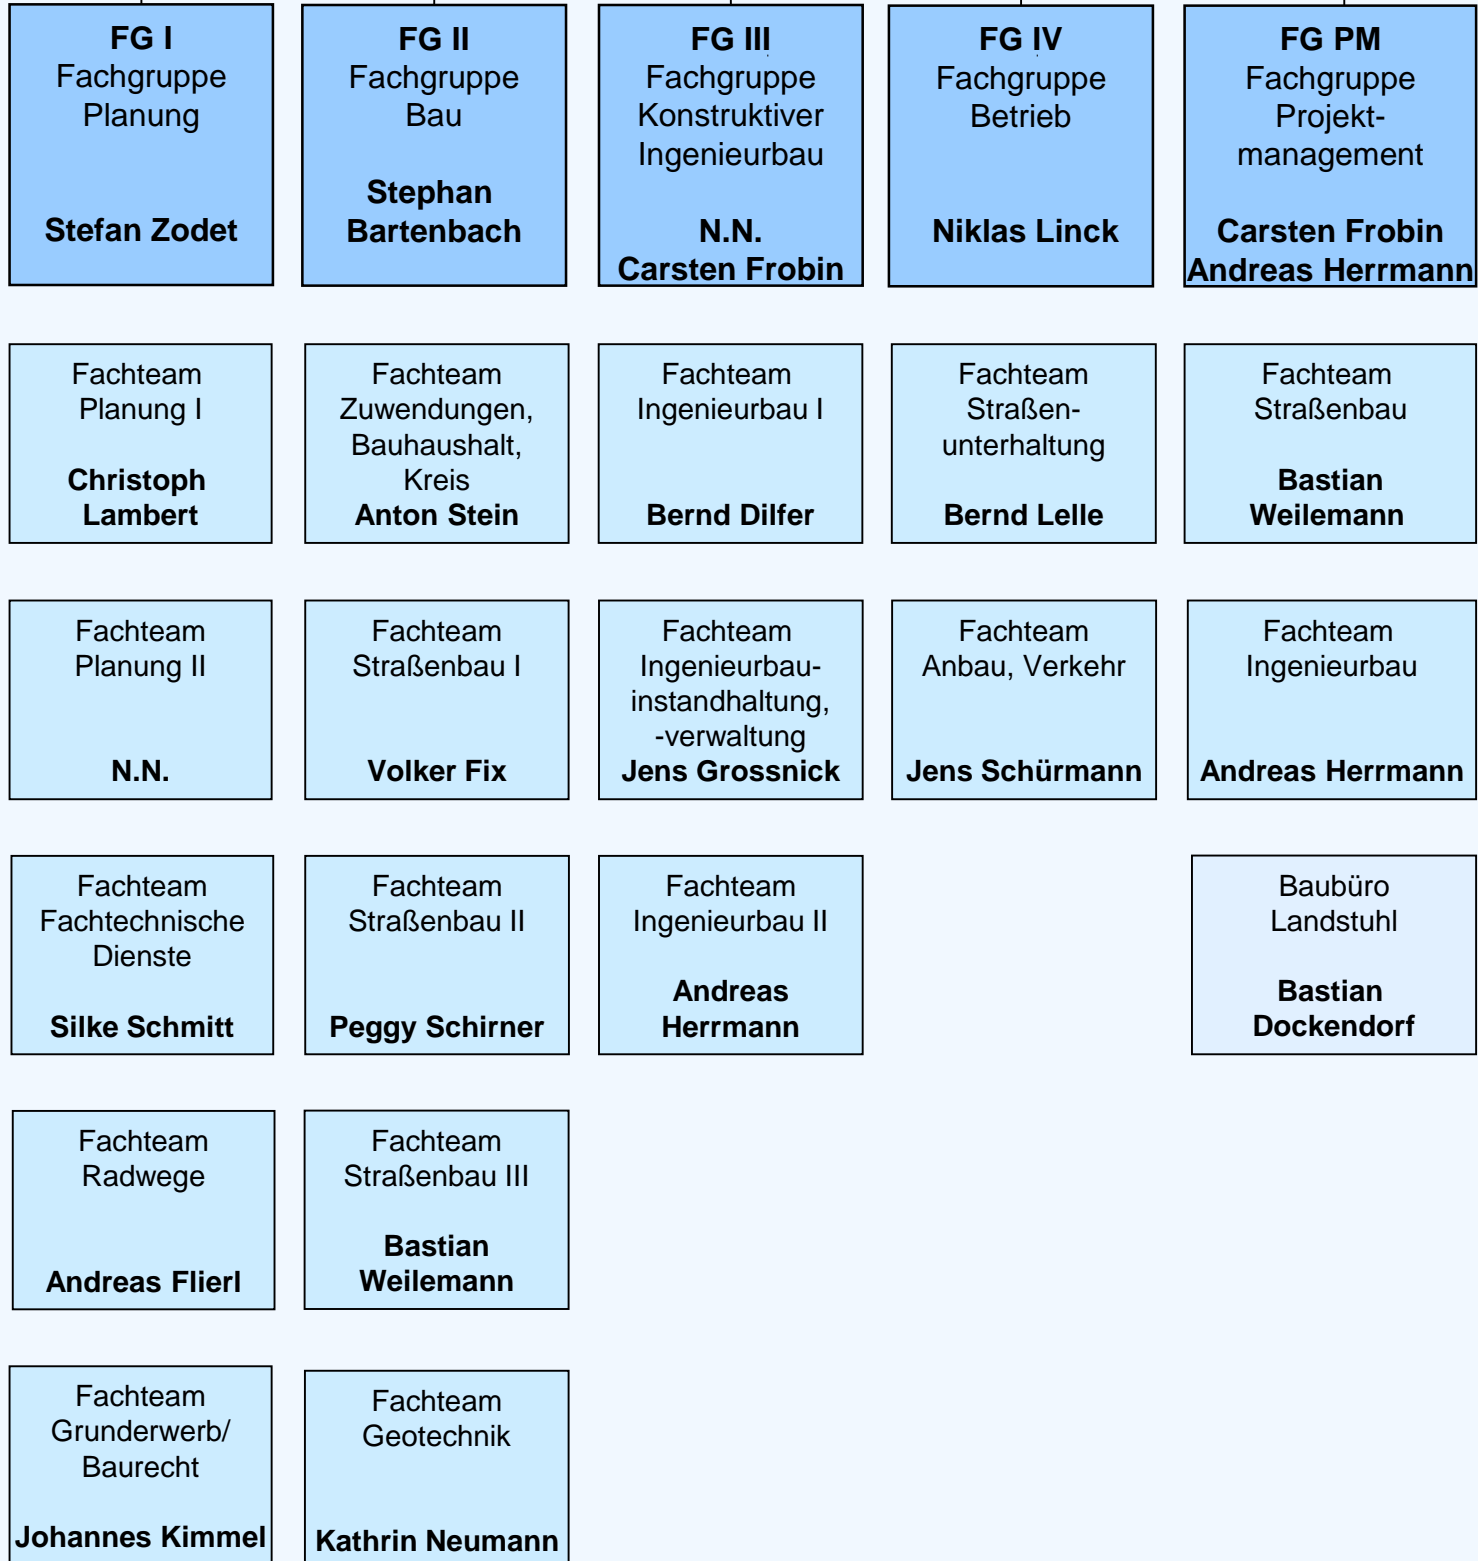 FG I
Fachgruppe
Planung
Stefan Zodet
FG II
Fachgruppe
Bau
Stephan
Bartenbach
FG III
Fachgruppe
Konstruktiver
Ingenieurbau
N.N.
Carsten Frobin
FG IV
Fachgruppe
Betrieb
Niklas Linck
FG PM
Fachgruppe
Projekt-
management
Carsten Frobin
Andreas Herrmann
Fachteam
Planung I
Christoph
Lambert
Fachteam
Zuwendungen,
Bauhaushalt,
Kreis
Anton Stein
Fachteam
Ingenieurbau I
Bernd Dilfer
Fachteam
Straßen-
unterhaltung
Bernd Lelle
Fachteam
Straßenbau
Bastian
Weilemann
Fachteam
Planung II
N.N.
Fachteam
Straßenbau I
Volker Fix
Fachteam
Ingenieurbau-
instandhaltung,
-verwaltung
Jens Grossnick
Fachteam
Anbau, Verkehr
Jens Schürmann
Fachteam
Ingenieurbau
Andreas Herrmann
Fachteam
Fachtechnische
Dienste
Silke Schmitt
Fachteam
Straßenbau II
Peggy Schirner
Fachteam
Ingenieurbau II
Andreas
Herrmann
Baubüro
Landstuhl
Bastian
Dockendorf
Fachteam
Radwege
Andreas Flierl
Fachteam
Straßenbau III
Bastian
Weilemann
Fachteam
Grunderwerb/
Baurecht
Johannes Kimmel
Fachteam
Geotechnik
Kathrin Neumann